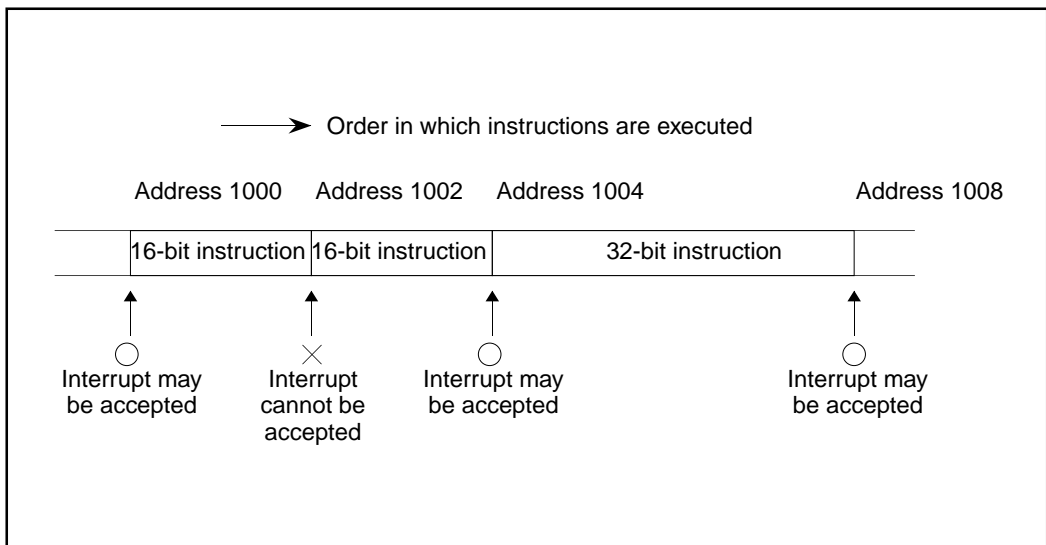 Order in which instructions are executed
Address 1000
Address 1002
Address 1004
Address 1008
16-bit instruction
16-bit instruction
32-bit instruction
Interrupt may
be accepted
Interrupt
cannot be
accepted
Interrupt may
be accepted
Interrupt may
be accepted